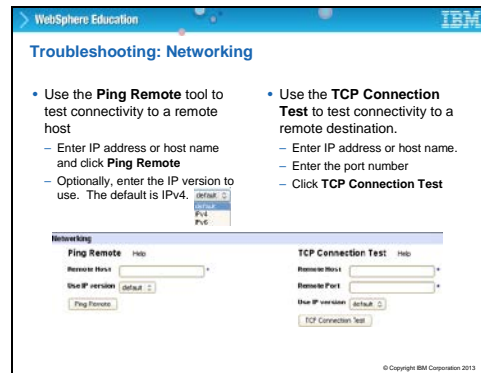 WebSphere Education
IBM
Troubleshooting: Networking
• Use the Ping Remote tool to
test connectivity to a remote
host
– Enter IP address or host name
and click Ping Remote
– Optionally, enter the IP version to
use. The default is IPv4.
default
default
IPv4
IPv6
• Use the TCP Connection
Test to test connectivity to a
remote destination.
– Enter IP address or host name.
– Enter the port number
– Click TCP Connection Test
Networking
Ping Remote Help
Remote Host *
Use IP version default
Ping Remote
TCP Connection Test Help
Remote Host *
Remote Port *
Use IP version default
TCP Connection Test
© Copyright IBM Corporation 2013